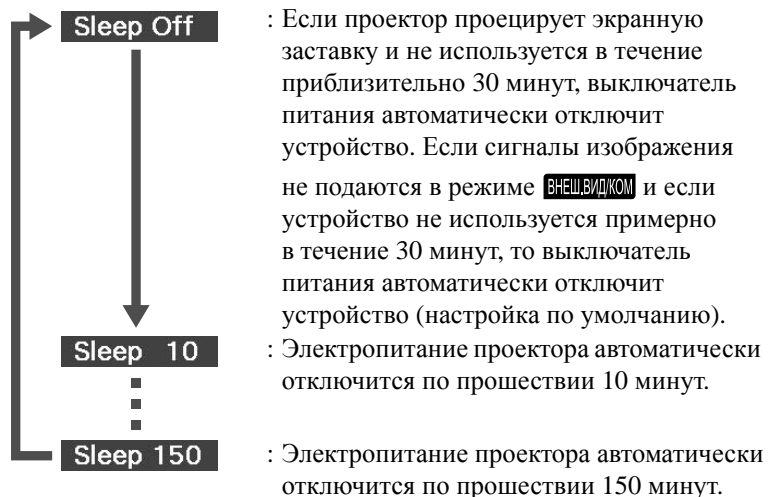 Sleep Off : Если проектор проецирует экранную
заставку и не используется в течение
приблизительно 30 минут, выключатель
питания автоматически отключит
устройство. Если сигналы изображения
не подаются в режиме ВНЕШ.ВИД/КОМ и если
устройство не используется примерно
в течение 30 минут, то выключатель
питания автоматически отключит
устройство (настройка по умолчанию).
Sleep 10 : Электропитание проектора автоматически
отключится по прошествии 10 минут.
Sleep 150 : Электропитание проектора автоматически
отключится по прошествии 150 минут.